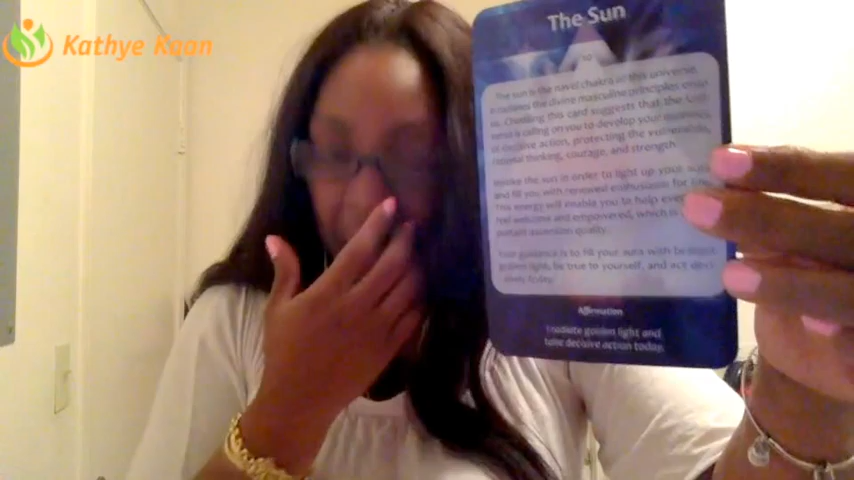 Kathye Kaan
The Sun
The sun is the navel chakra of this universe.
It outlines the divine masculine principles
Choosing this card suggests that the
is calling on you to develop your
of decisive action, protecting the vulnerable,
rational thinking, courage, and strength.
Invoke the sun in order to light up your aura
and fill you with renewed enthusiasm for
This energy will enable you to help
feel welcome and empowered, which is
ascension quality.
Your guidance is to fill your aura with
golden light, be true to yourself, and act
today.
Affirmation
I radiate golden light and
take decisive action today.